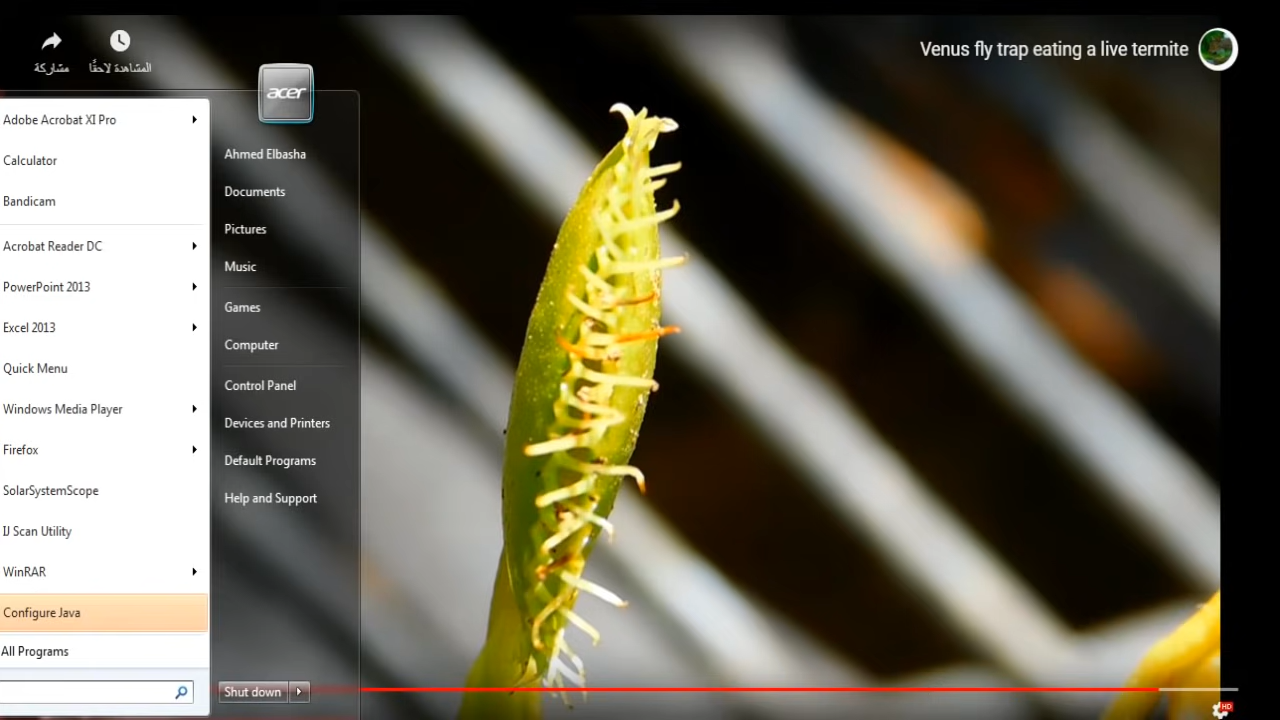 مشاركة
المشاهدة لاحقًا
Venus fly trap eating a live termite
acer
Adobe Acrobat XI Pro
Calculator
Bandicam
Acrobat Reader DC
PowerPoint 2013
Excel 2013
Quick Menu
Windows Media Player
Firefox
SolarSystemScope
IJ Scan Utility
WinRAR
Configure Java
All Programs
Ahmed Elbasha
Documents
Pictures
Music
Games
Computer
Control Panel
Devices and Printers
Default Programs
Help and Support
Shut down
HD